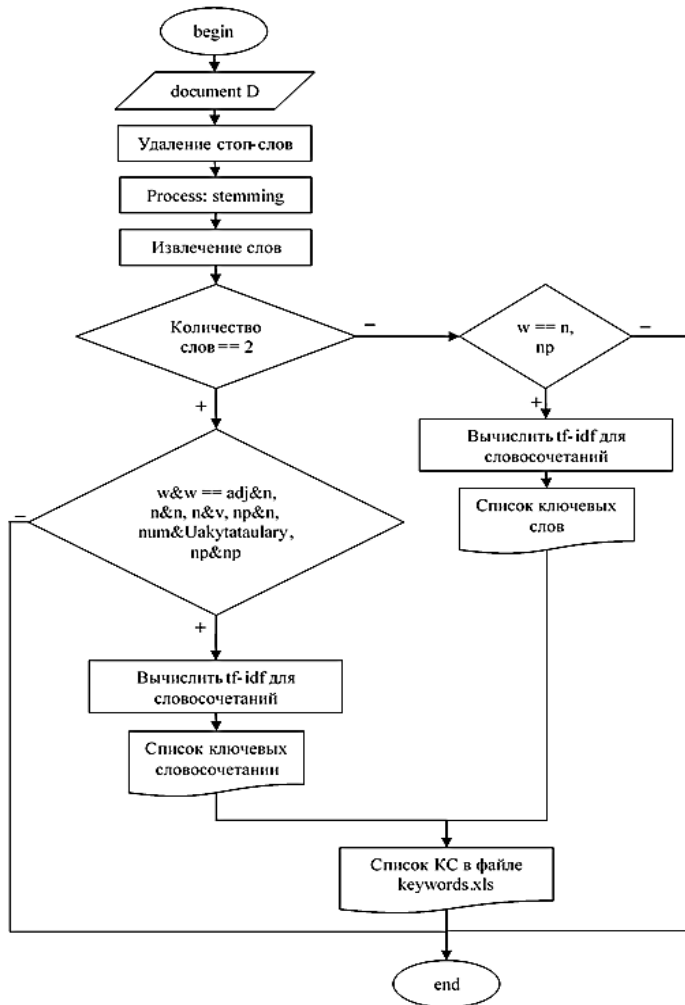 begin
document D
Удаление стоп-слов
Process: stemming
Извлечение слов
Количество
слов == 2
–
w == n,
np
–
+
+
Вычислить tf-idf для
словосочетаний
Список ключевых
слов
–
w&w == adj&n,
n&n, n&v, np&n,
num&Uakytataulary,
np&np
+
Вычислить tf-idf для
словосочетаний
Список ключевых
словосочетании
Список КС в файле
keywords.xls
end